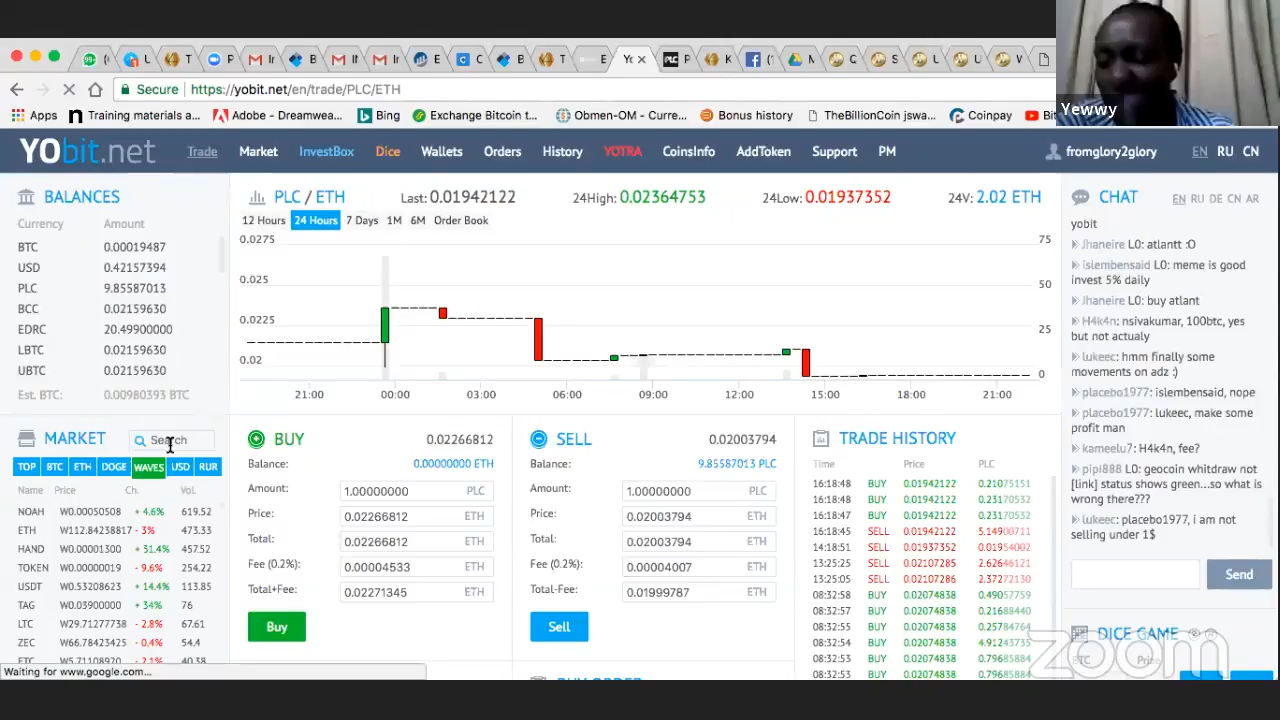 Secure https://yobit.net/en/trade/PLC/ETH
Apps Training materials a... Adobe - Dreamwea... Bing Exchange Bitcoin t... Obmen-OM - Curre... Bonus history TheBillionCoin jswa... Coinpay
Yewwy
YObit.net Trade Market InvestBox Dice Wallets Orders History YOTRA CoinsInfo AddToken Support PM fromglory2glory EN RU CN
BALANCES
Currency Amount
BTC 0.00019487
USD 0.42157394
PLC 9.85587013
BCC 0.02159630
EDRC 20.49900000
LBTC 0.02159630
UBTC 0.02159630
Est. BTC: 0.00980393 BTC
PLC / ETH Last: 0.01942122 24High: 0.02364753 24Low: 0.01937352 24V: 2.02 ETH
12 Hours 24 Hours 7 Days 1M 6M Order Book
0.0275 75
0.025 50
0.0225 25
0.02 0
21:00 00:00 03:00 06:00 09:00 12:00 15:00 18:00 21:00
CHAT EN RU DE CN AR
yobit
Jhaneire L0: atlantt :O
islembensaid L0: meme is good
invest 5% daily
Jhaneire L0: buy atlant
H4k4n: nsivakumar, 100btc, yes
but not actualy
lukeec: hmm finally some
movements on adz :)
placebo1977: islembensaid, nope
placebo1977: lukeec, make some
profit man
kameelu7: H4k4n, fee?
pipi888 L0: geocoin whitdraw not
[link] status shows green...so what is
wrong there???
lukeec: placebo1977, i am not
selling under 1$
Send
MARKET Search
TOP BTC ETH DOGE WAVES USD RUR
Name Price Ch. Vol.
NOAH W0.00050508 + 4.6% 619.52
ETH W112.84238817 - 3% 473.33
HAND W0.00001300 + 31.4% 457.52
TOKEN W0.00000019 - 9.6% 254.22
USDT W0.53208623 + 14.4% 113.85
TAG W0.03900000 + 34% 76
LTC W29.71277738 - 2.8% 67.61
ZEC W66.78423425 - 0.4% 54.4
ETC W5.71108920 - 2.1% 40.38
Waiting for www.google.com...
BUY 0.02266812
Balance: 0.00000000 ETH
Amount: 1.00000000 PLC
Price: 0.02266812 ETH
Total: 0.02266812 ETH
Fee (0.2%): 0.00004533 ETH
Total+Fee: 0.02271345 ETH
Buy
SELL 0.02003794
Balance: 9.85587013 PLC
Amount: 1.00000000 PLC
Price: 0.02003794 ETH
Total: 0.02003794 ETH
Fee (0.2%): 0.00004007 ETH
Total-Fee: 0.01999787 ETH
Sell
TRADE HISTORY
Time Price PLC
16:18:48 BUY 0.01942122 0.21075151
16:18:48 BUY 0.01942122 0.23170532
16:18:47 BUY 0.01942122 0.23170532
16:18:45 SELL 0.01942122 5.14900711
14:18:51 SELL 0.01937352 0.01954002
13:25:25 SELL 0.02107285 2.62646121
13:25:05 SELL 0.02107286 2.37272130
08:32:58 BUY 0.02074838 0.49057759
08:32:57 BUY 0.02074838 0.21688440
08:32:55 BUY 0.02074838 0.25784764
08:32:54 BUY 0.02074838 4.91243735
08:32:53 BUY 0.02074838 0.79685884
08:32:53 BUY 0.02074838 0.79685884
DICE GAME
BTC
zoom